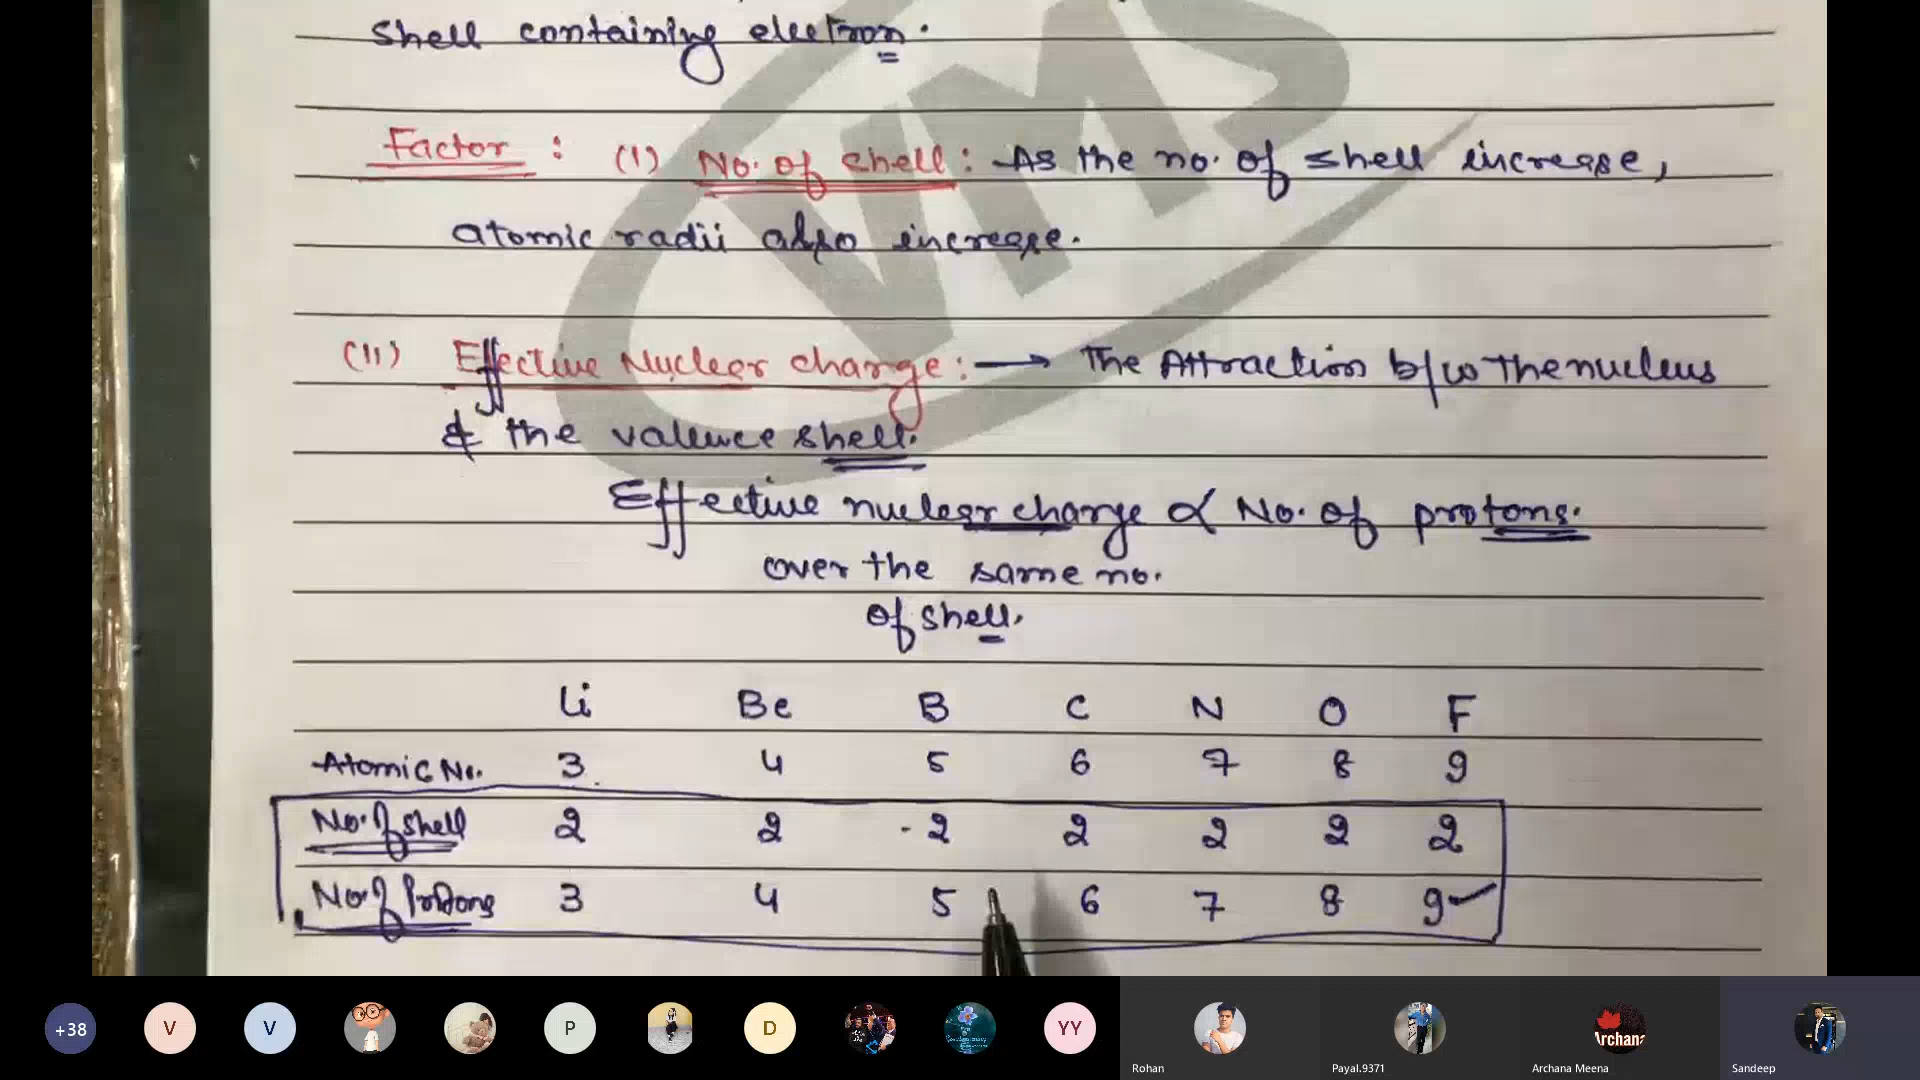 shell containing electron.
Factor : (1) No. of shell : As the no. of shell increase,
atomic radii also increase.
(11) Effective Nuclear charge : → The Attraction b/w the nucleus
& the valence shell.
Effective nuclear charge ∝ No. of protons.
over the same no.
of shell.
Li Be B C N O F
Atomic No. 3 4 5 6 7 8 9
No. of shell 2 2 2 2 2 2 2
No of Protons 3 4 5 6 7 8 9
VMS
+38 V V P D YY
Rohan Payal.9371 Archana Meena Sandeep
Archana